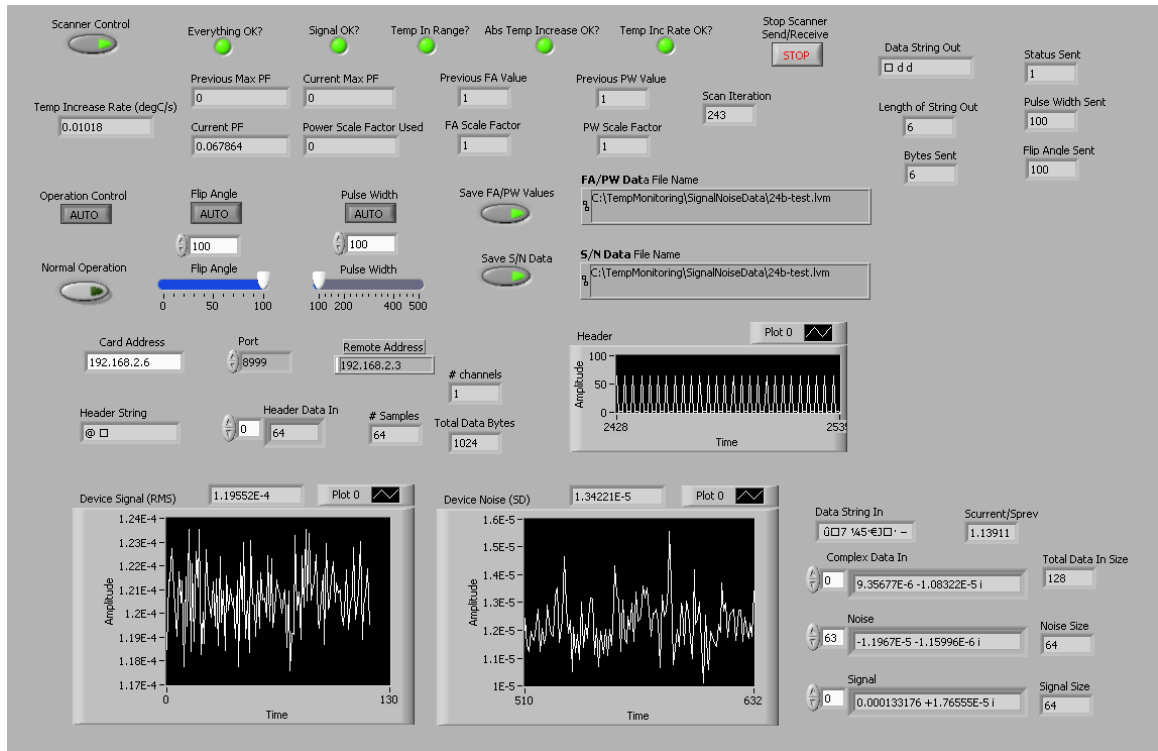 Scanner Control
Everything OK?
Signal OK?
Temp In Range?
Abs Temp Increase OK?
Temp Inc Rate OK?
Stop Scanner
Send/Receive
STOP
Data String Out
□ d d
Status Sent
1
Previous Max PF
0
Current Max PF
0
Previous FA Value
1
Previous PW Value
1
Scan Iteration
243
Temp Increase Rate (degC/s)
0.01018
Current PF
0.067864
Power Scale Factor Used
0
FA Scale Factor
1
PW Scale Factor
1
Length of String Out
6
Pulse Width Sent
100
Bytes Sent
6
Flip Angle Sent
100
Operation Control
AUTO
Flip Angle
AUTO
100
Pulse Width
AUTO
100
Save FA/PW Values
FA/PW Data File Name
C:\TempMonitoring\SignalNoiseData\24b-test.lvm
Normal Operation
Flip Angle
0 50 100
Pulse Width
100 200 400 500
Save S/N Data
S/N Data File Name
C:\TempMonitoring\SignalNoiseData\24b-test.lvm
Card Address
192.168.2.6
Port
8999
Remote Address
192.168.2.3
# channels
1
Header String
@ □
Header Data In
0 64
# Samples
64
Total Data Bytes
1024
Header
Plot 0
Amplitude
100
50
0
2428 2535
Time
Device Signal (RMS)
1.19552E-4
Plot 0
Amplitude
1.24E-4
1.23E-4
1.22E-4
1.21E-4
1.2E-4
1.19E-4
1.18E-4
1.17E-4
0 130
Time
Device Noise (SD)
1.34221E-5
Plot 0
Amplitude
1.6E-5
1.5E-5
1.4E-5
1.3E-5
1.2E-5
1.1E-5
1E-5
510 632
Time
Data String In
û□7 ¼5·€J□· –
Scurrent/Sprev
1.13911
Complex Data In
0 9.35677E-6 -1.08322E-5 i
Total Data In Size
128
Noise
63 -1.1967E-5 -1.15996E-6 i
Noise Size
64
Signal
0 0.000133176 +1.76555E-5 i
Signal Size
64